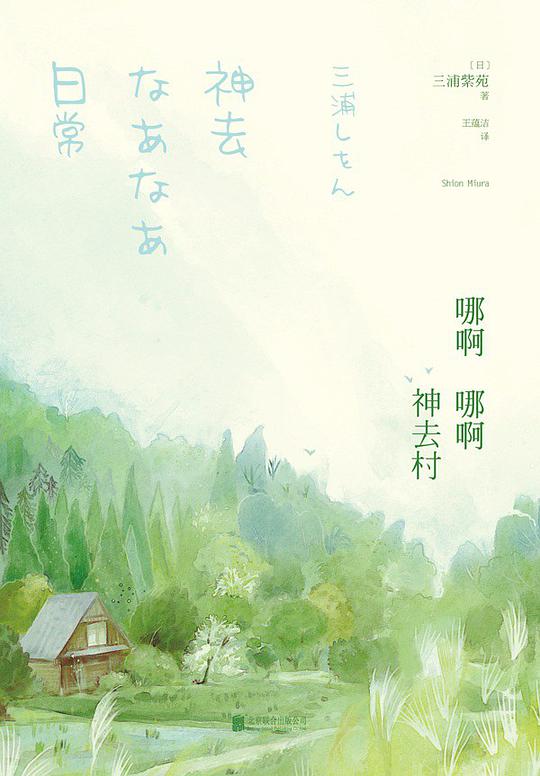 [日]
三浦紫苑
著
王蕴洁
译
Shion Miura
三浦しをん
神去
なあなあ
日常
哪啊 哪啊
神去村
北京联合出版公司